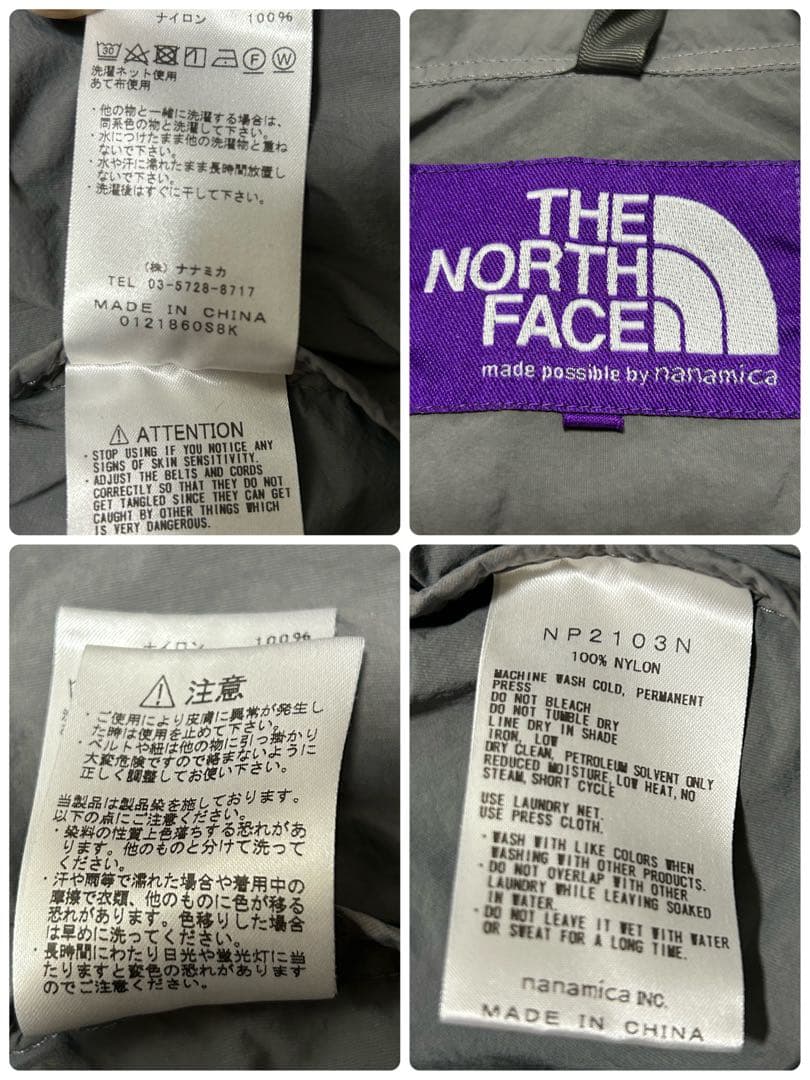 ナイロン 100%
30 F W
洗濯ネット使用
あて布使用
・他の物と一緒に洗濯する場合は、
同系色の物と洗濯して下さい。
・水につけたまま他の洗濯物と重ね
ないで下さい。
・水や汗に濡れたまま長時間放置し
ないで下さい。
・洗濯後はすぐに干して下さい。
(株) ナナミカ
TEL 03-5728-8717
MADE IN CHINA
0121860S8K
ATTENTION
・STOP USING IF YOU NOTICE ANY
SIGNS OF SKIN SENSITIVITY.
・ADJUST THE BELTS AND CORDS
CORRECTLY SO THAT THEY DO NOT
GET TANGLED SINCE THEY CAN GET
CAUGHT BY OTHER THINGS WHICH
IS VERY DANGEROUS.
THE
NORTH
FACE
made possible by nanamica
ナイロン 100%
注意
・ご使用により皮膚に異常が発生し
た時は使用を止めて下さい。
・ベルトや紐は他の物に引っ掛かり
大変危険ですので絡まないように
正しく調整してお使い下さい。
当製品は製品染を施しております。
以下の点にご注意ください。
・染料の性質上色落ちする恐れがあ
ります。他のものと分けて洗って
ください。
・汗や雨等で濡れた場合や着用中の
摩擦で衣類、他のものに色が移る
恐れがあります。色移りした場合
は早めに洗ってください。
・長時間にわたり日光や蛍光灯に当
たりますと変色の恐れがあります
のでご注意ください。
NP2103N
100% NYLON
MACHINE WASH COLD, PERMANENT
PRESS
DO NOT BLEACH
DO NOT TUMBLE DRY
LINE DRY IN SHADE
IRON, LOW
DRY CLEAN, PETROLEUM SOLVENT ONLY
REDUCED MOISTURE, LOW HEAT, NO
STEAM, SHORT CYCLE
USE LAUNDRY NET.
USE PRESS CLOTH.
・WASH WITH LIKE COLORS WHEN
WASHING WITH OTHER PRODUCTS.
・DO NOT OVERLAP WITH OTHER
LAUNDRY WHILE LEAVING SOAKED
IN WATER.
・DO NOT LEAVE IT WET WITH WATER
OR SWEAT FOR A LONG TIME.
nanamica INC.
MADE IN CHINA